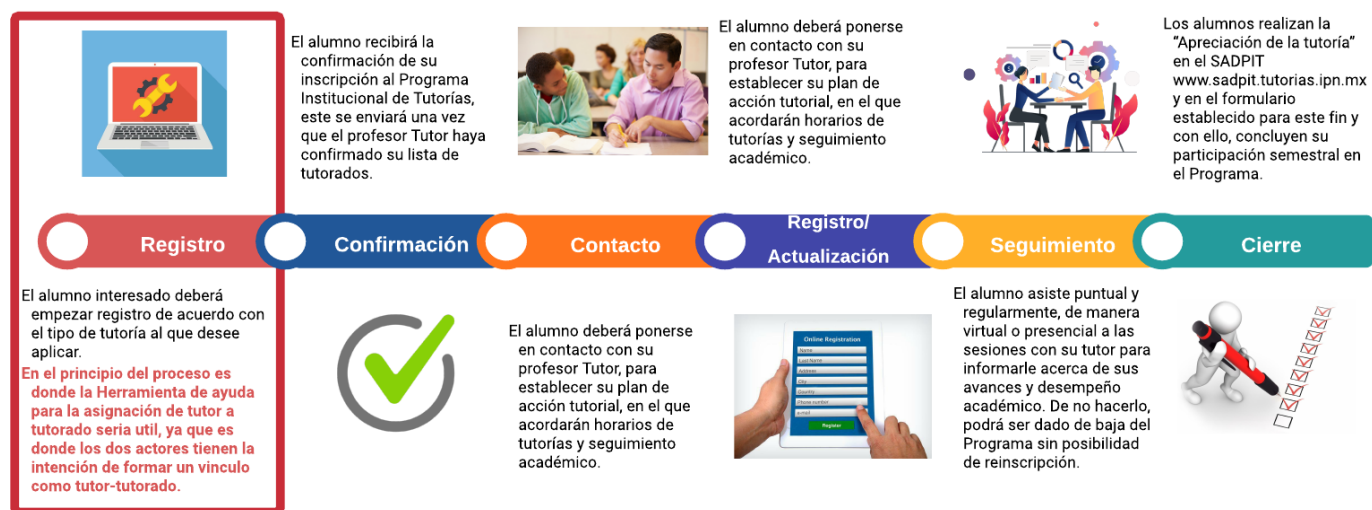 El alumno recibirá la
confirmación de su
inscripción al Programa
Institucional de Tutorías,
este se enviará una vez
que el profesor Tutor haya
confirmado su lista de
tutorados.
El alumno deberá ponerse
en contacto con su
profesor Tutor, para
establecer su plan de
acción tutorial, en el que
acordarán horarios de
tutorías y seguimiento
académico.
Los alumnos realizan la
“Apreciación de la tutoría”
en el SADPIT
www.sadpit.tutorias.ipn.mx
y en el formulario
establecido para este fin y
con ello, concluyen su
participación semestral en
el Programa.
Registro
Confirmación
Contacto
Registro/
Actualización
Seguimiento
Cierre
El alumno interesado deberá
empezar registro de acuerdo con
el tipo de tutoría al que desee
aplicar.
En el principio del proceso es
donde la Herramienta de ayuda
para la asignación de tutor a
tutorado seria util, ya que es
donde los dos actores tienen la
intención de formar un vinculo
como tutor-tutorado.
El alumno deberá ponerse
en contacto con su
profesor Tutor, para
establecer su plan de
acción tutorial, en el que
acordarán horarios de
tutorías y seguimiento
académico.
Online Registration
Name
Last Name
Address
City
Country
Phone number
e-mail
Register
El alumno asiste puntual y
regularmente, de manera
virtual o presencial a las
sesiones con su tutor para
informarle acerca de sus
avances y desempeño
académico. De no hacerlo,
podrá ser dado de baja del
Programa sin posibilidad
de reinscripción.